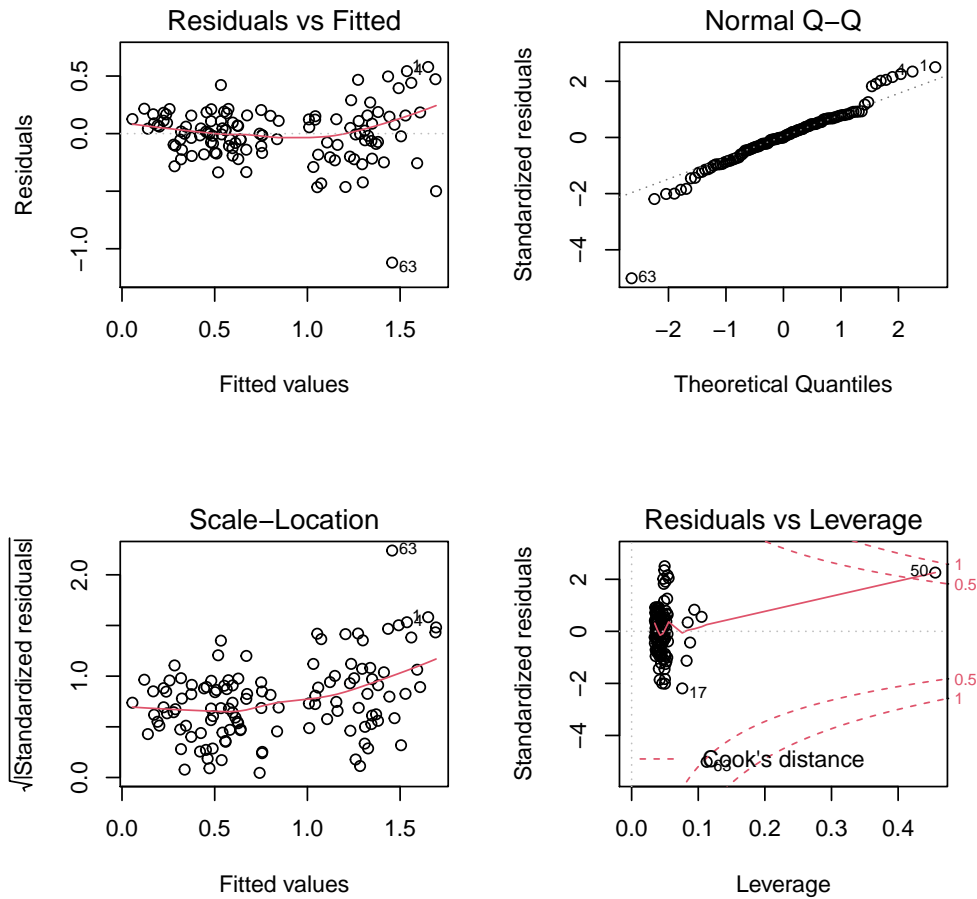 Residuals vs Fitted
Residuals
0.5
0.0
−1.0
1
4
63
0.0 0.5 1.0 1.5
Fitted values
Normal Q−Q
Standardized residuals
2
0
−2
−4
4
1
63
−2 −1 0 1 2
Theoretical Quantiles
Scale−Location
√|Standardized residuals|
2.0
1.0
0.0
63
1
4
0.0 0.5 1.0 1.5
Fitted values
Residuals vs Leverage
Standardized residuals
2
0
−2
−4
50
17
63
1
0.5
0.5
1
Cook's distance
0.0 0.1 0.2 0.3 0.4
Leverage